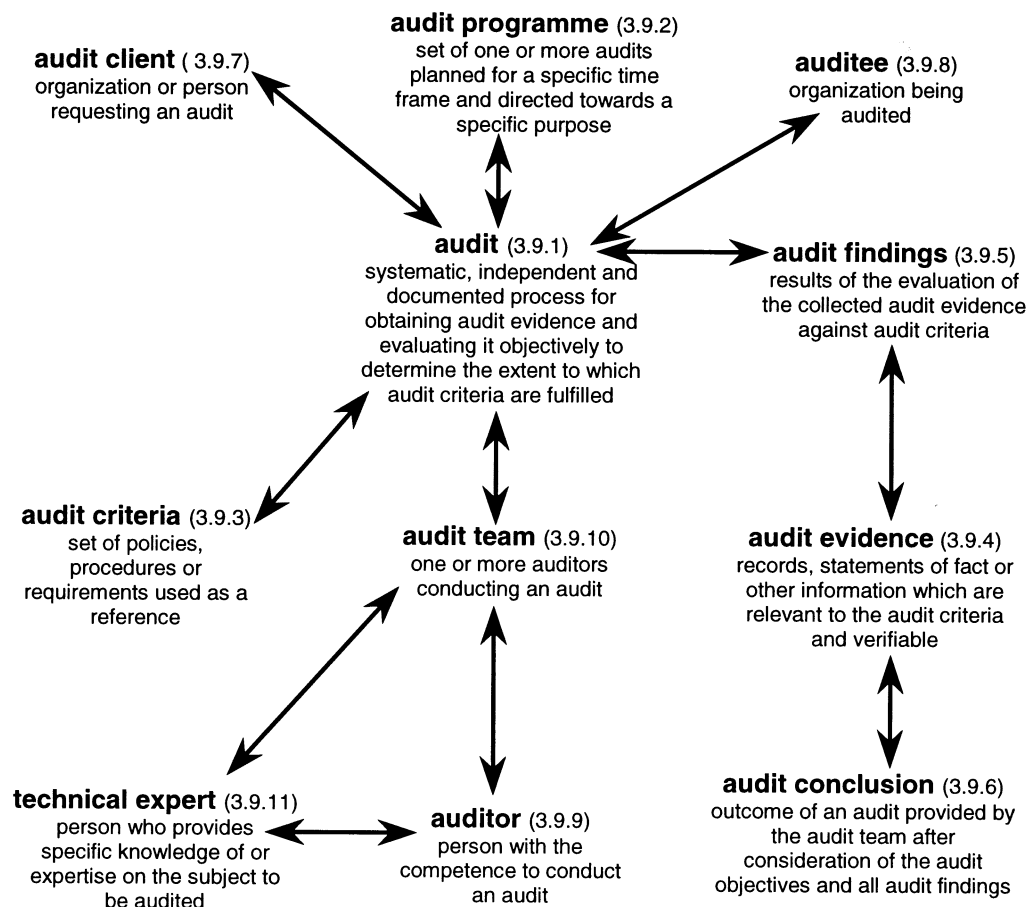 audit programme (3.9.2)
set of one or more audits
planned for a specific time
frame and directed towards a
specific purpose
audit client ( 3.9.7)
organization or person
requesting an audit
auditee (3.9.8)
organization being
audited
audit (3.9.1)
systematic, independent and
documented process for
obtaining audit evidence and
evaluating it objectively to
determine the extent to which
audit criteria are fulfilled
audit findings (3.9.5)
results of the evaluation of
the collected audit evidence
against audit criteria
audit criteria (3.9.3)
set of policies,
procedures or
requirements used as a
reference
audit team (3.9.10)
one or more auditors
conducting an audit
audit evidence (3.9.4)
records, statements of fact or
other information which are
relevant to the audit criteria
and verifiable
technical expert (3.9.11)
person who provides
specific knowledge of or
expertise on the subject to
be audited
auditor (3.9.9)
person with the
competence to conduct
an audit
audit conclusion (3.9.6)
outcome of an audit provided by
the audit team after
consideration of the audit
objectives and all audit findings